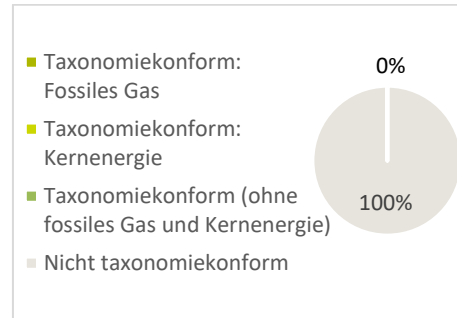 Taxonomiekonform:
Fossiles Gas
Taxonomiekonform:
Kernenergie
Taxonomiekonform (ohne
fossiles Gas und Kernenergie)
Nicht taxonomiekonform
0%
100%